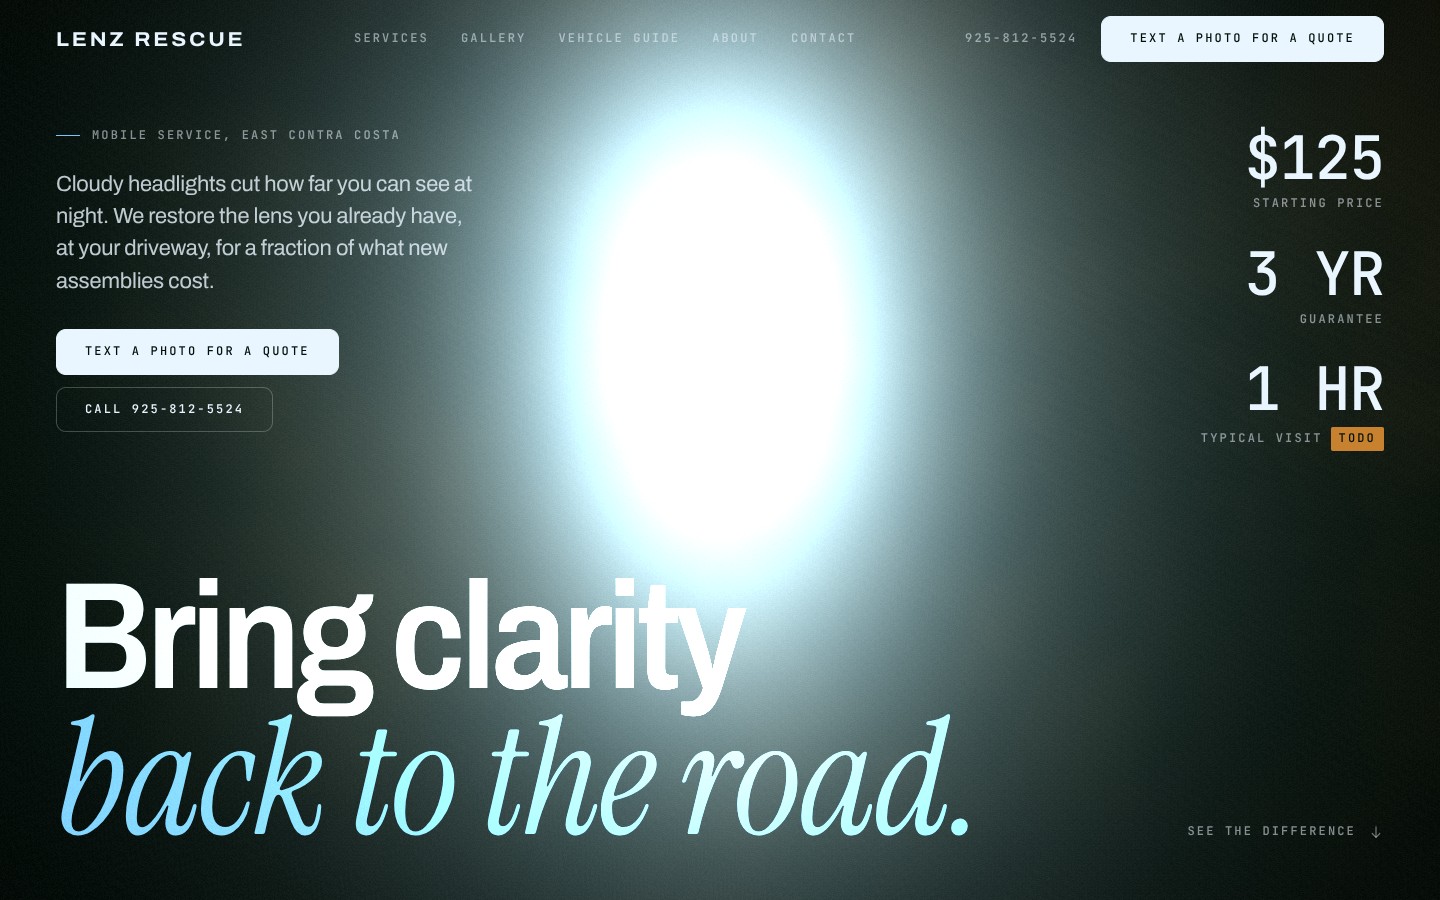 LENZ RESCUE
SERVICES GALLERY VEHICLE GUIDE ABOUT CONTACT
925-812-5524
TEXT A PHOTO FOR A QUOTE
MOBILE SERVICE, EAST CONTRA COSTA
Cloudy headlights cut how far you can see at
night. We restore the lens you already have,
at your driveway, for a fraction of what new
assemblies cost.
TEXT A PHOTO FOR A QUOTE
CALL 925-812-5524
$125
STARTING PRICE
3 YR
GUARANTEE
1 HR
TYPICAL VISIT TODO
Bring clarity
back to the road.
SEE THE DIFFERENCE ↓